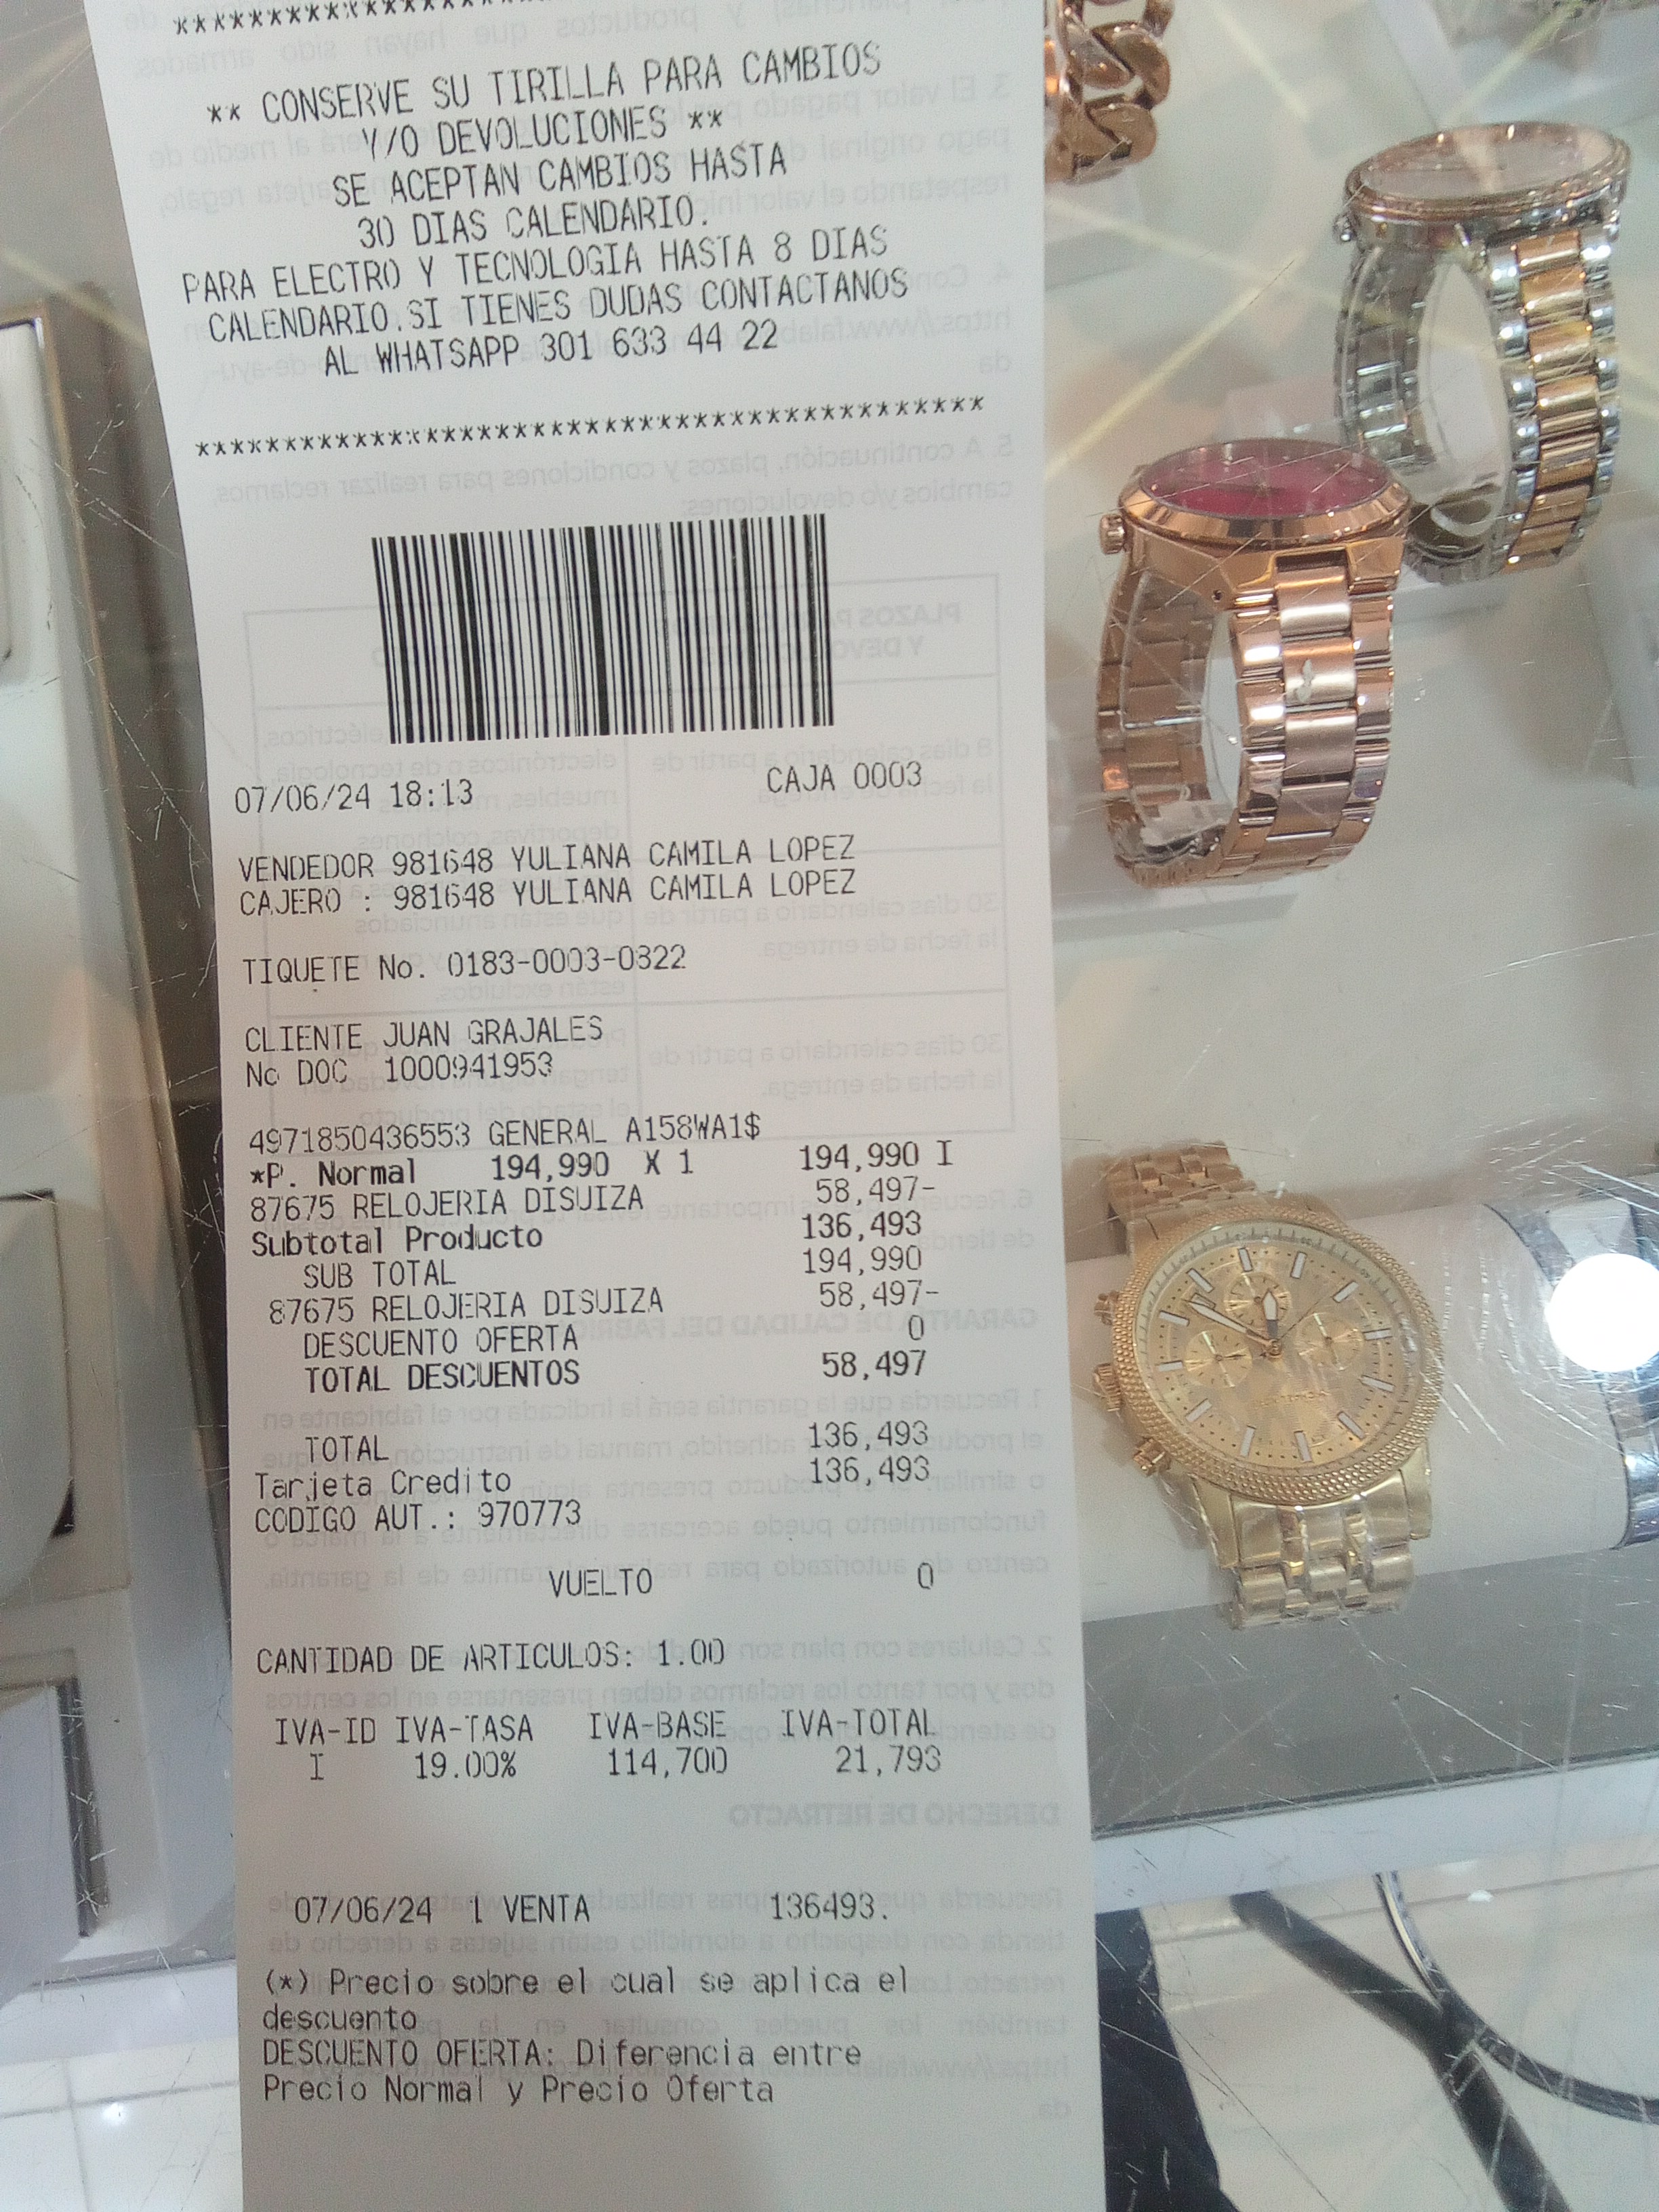 ** CONSERVE SU TIRILLA PARA CAMBIOS
Y/O DEVOLUCIONES **
SE ACEPTAN CAMBIOS HASTA
30 DIAS CALENDARIO.
PARA ELECTRO Y TECNOLOGIA HASTA 8 DIAS
CALENDARIO.SI TIENES DUDAS CONTACTANOS
AL WHATSAPP 301 633 44 22
07/06/24 18:13 CAJA 0003
VENDEDOR 981648 YULIANA CAMILA LOPEZ
CAJERO : 981648 YULIANA CAMILA LOPEZ
TIQUETE No. 0183-0003-0322
CLIENTE JUAN GRAJALES
No DOC 1000941953
4971850436553 GENERAL A158WA1$
*P. Normal 194,990 X 1 194,990 I
87675 RELOJERIA DISUIZA 58,497-
Subtotal Producto 136,493
SUB TOTAL 194,990
87675 RELOJERIA DISUIZA 58,497-
DESCUENTO OFERTA 0
TOTAL DESCUENTOS 58,497
TOTAL 136,493
Tarjeta Credito 136,493
CODIGO AUT.: 970773
VUELTO 0
CANTIDAD DE ARTICULOS: 1.00
IVA-ID IVA-TASA IVA-BASE IVA-TOTAL
I 19.00% 114,700 21,793
07/06/24 1 VENTA 136493.
(*) Precio sobre el cual se aplica el
descuento
DESCUENTO OFERTA: Diferencia entre
Precio Normal y Precio Oferta